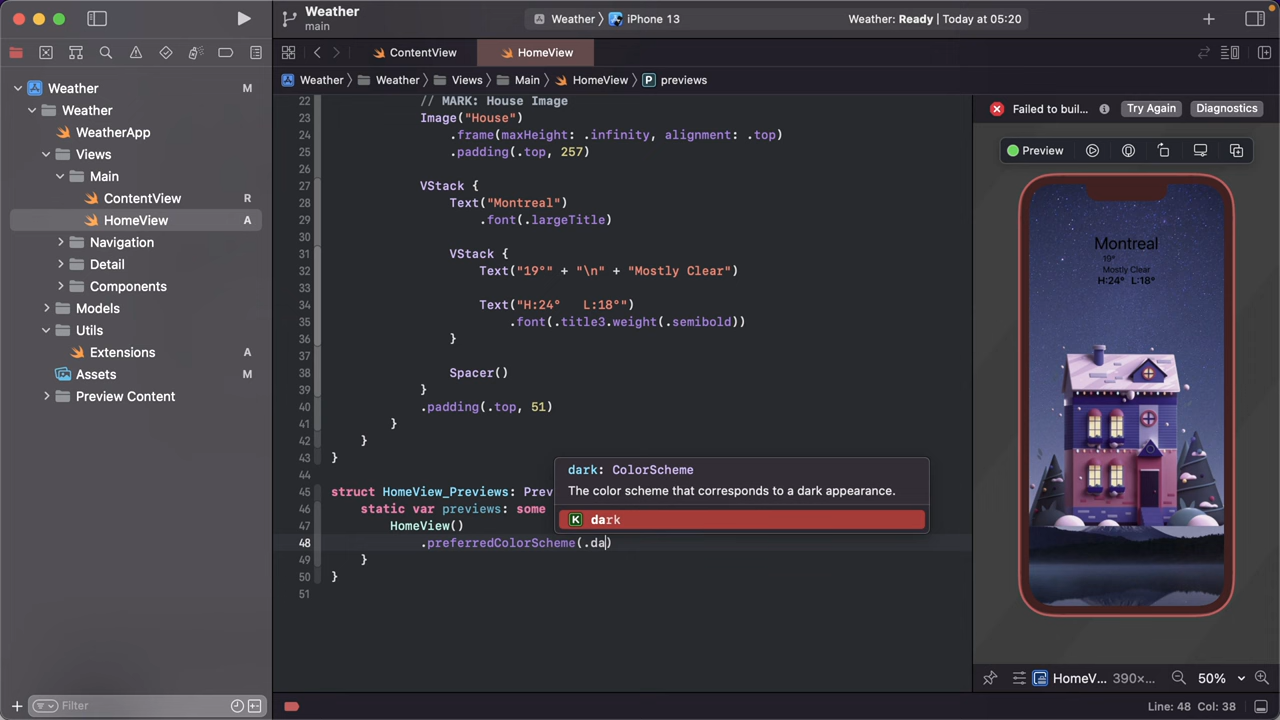 Weather
main
Weather
iPhone 13
Weather: Ready | Today at 05:20
ContentView
HomeView
Weather
Weather
Views
Main
HomeView
P
previews
Weather M
Weather
WeatherApp
Views
Main
ContentView R
HomeView A
Navigation
Detail
Components
Models
Utils
Extensions A
Assets M
Preview Content
22 // MARK: House Image
23 Image("House")
24 .frame(maxHeight: .infinity, alignment: .top)
25 .padding(.top, 257)
26
27 VStack {
28 Text("Montreal")
29 .font(.largeTitle)
30
31 VStack {
32 Text("19°" + "\n" + "Mostly Clear")
33
34 Text("H:24°   L:18°")
35 .font(.title3.weight(.semibold))
36 }
37
38 Spacer()
39 }
40 .padding(.top, 51)
41 }
42 }
43 }
44
45 struct HomeView_Previews: Prev
46 static var previews: some
47 HomeView()
48 .preferredColorScheme(.da)
49 }
50 }
51
dark: ColorScheme
The color scheme that corresponds to a dark appearance.
K dark
Failed to buil...
Try Again
Diagnostics
Preview
Montreal
19°
Mostly Clear
H:24° L:18°
Filter
HomeV...
390×...
50%
Line: 48 Col: 38